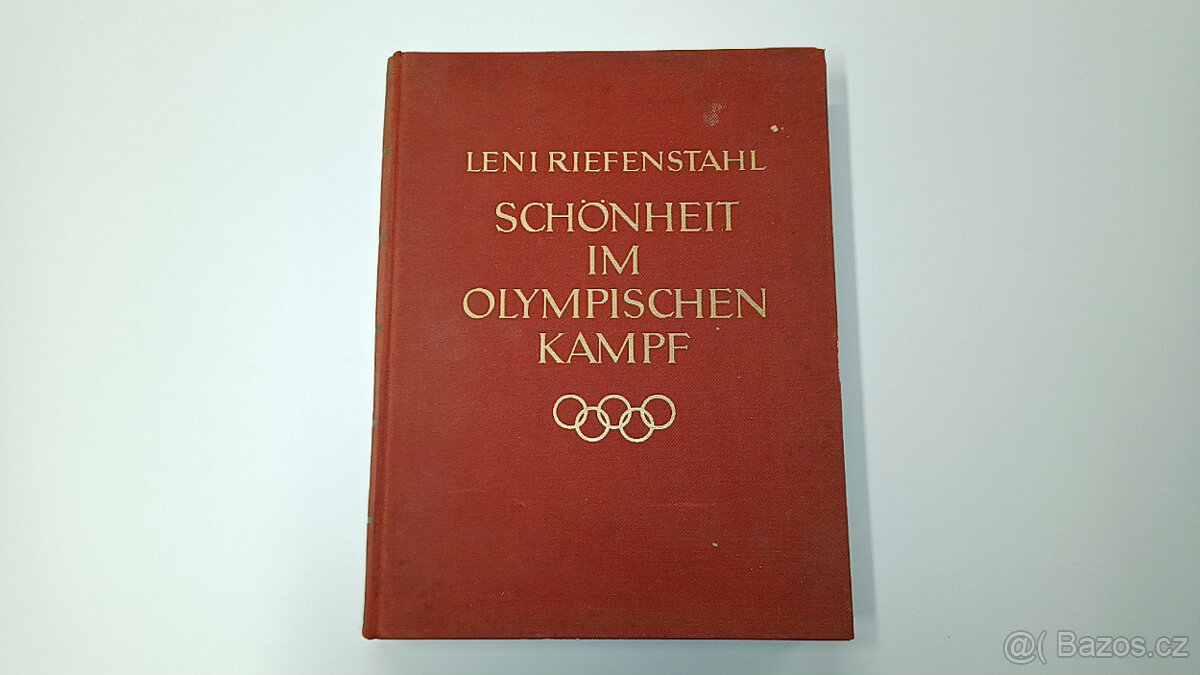 LENI RIEFENSTAHL
SCHÖNHEIT
IM
OLYMPISCHEN
KAMPF
@( Bazos.cz